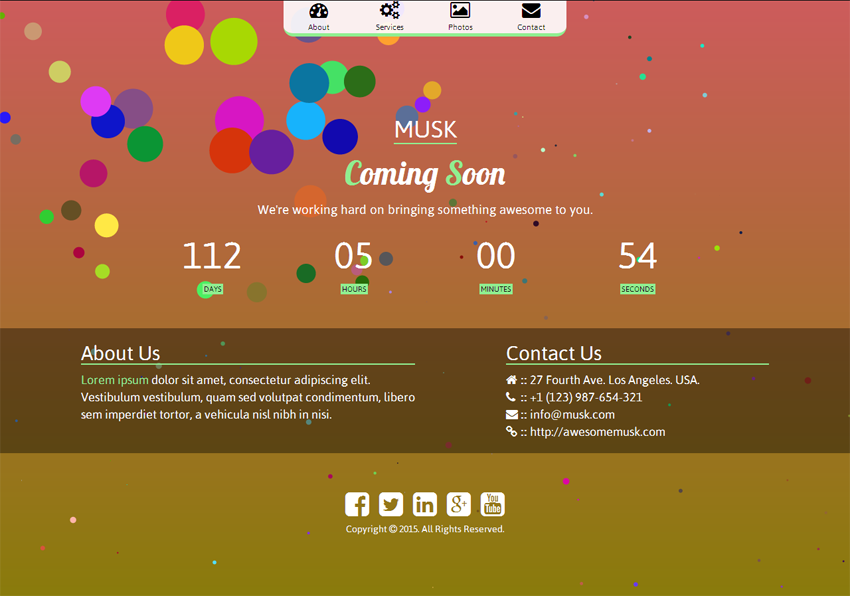 About Services Photos Contact
MUSK
Coming Soon
We're working hard on bringing something awesome to you.
112 05 00 54
DAYS HOURS MINUTES SECONDS
About Us
Lorem ipsum dolor sit amet, consectetur adipiscing elit.
Vestibulum vestibulum, quam sed volutpat condimentum, libero
sem imperdiet tortor, a vehicula nisl nibh in nisi.
Contact Us
:: 27 Fourth Ave. Los Angeles. USA.
:: +1 (123) 987-654-321
:: info@musk.com
:: http://awesomemusk.com
You
Tube
Copyright © 2015. All Rights Reserved.